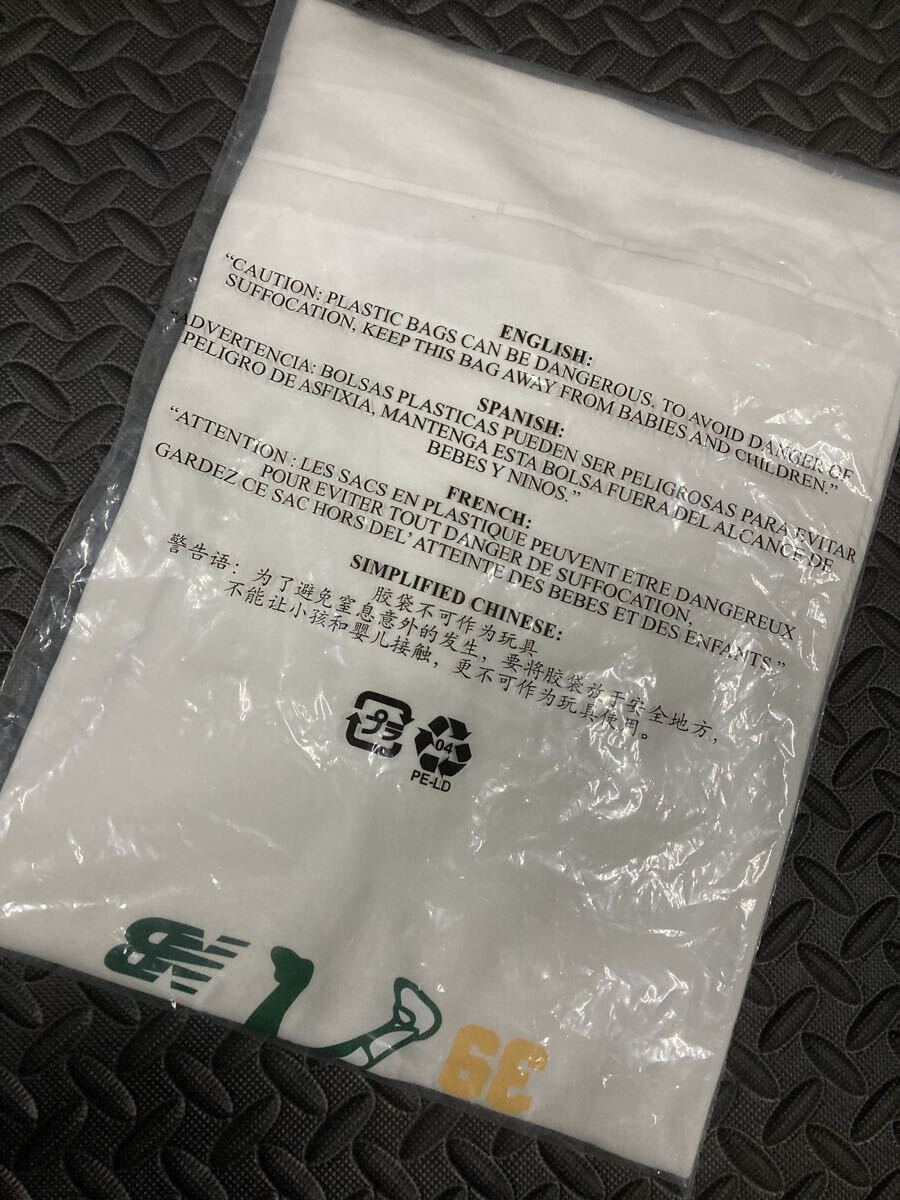 ENGLISH:
“CAUTION: PLASTIC BAGS CAN BE DANGEROUS, TO AVOID DANGER OF
SUFFOCATION, KEEP THIS BAG AWAY FROM BABIES AND CHILDREN.”
SPANISH:
“ADVERTENCIA: BOLSAS PLASTICAS PUEDEN SER PELIGROSAS PARA EVITAR
PELIGRO DE ASFIXIA, MANTENGA ESTA BOLSA FUERA DEL ALCANCE DE
BEBES Y NINOS.”
FRENCH:
“ATTENTION : LES SACS EN PLASTIQUE PEUVENT ETRE DANGEREUX
POUR EVITER TOUT DANGER DE SUFFOCATION,
GARDEZ CE SAC HORS DEL’ATTEINTE DES BEBES ET DES ENFANTS.”
SIMPLIFIED CHINESE:
胶袋不可作为玩具
警告语：为了避免窒息意外的发生，要将胶袋放于安全地方，
不能让小孩和婴儿接触，更不可作为玩具使用。
プラ
04
PE-LD
39